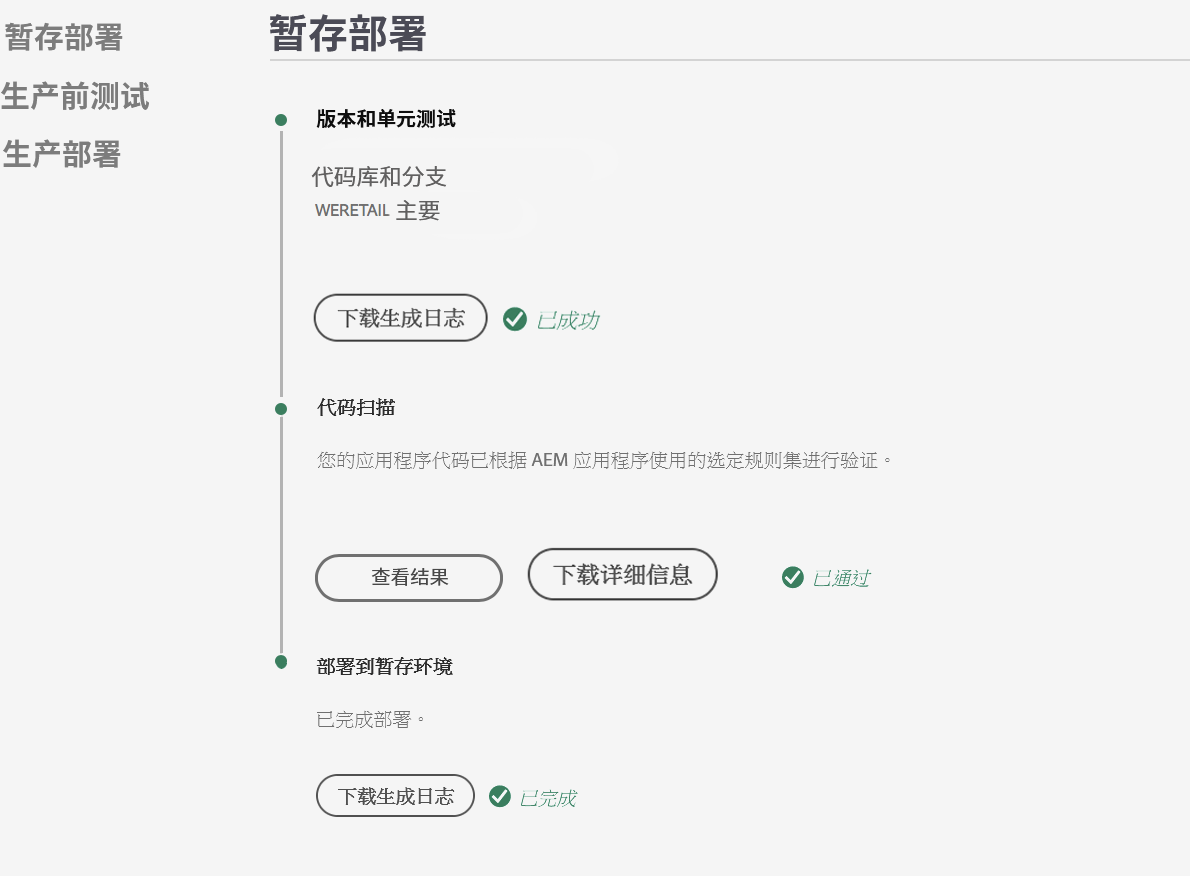 暂存部署
生产前测试
生产部署
暂存部署
版本和单元测试
代码库和分支
WERETAIL 主要
下载生成日志 已成功
代码扫描
您的应用程序代码已根据 AEM 应用程序使用的选定规则集进行验证。
查看结果 下载详细信息 已通过
部署到暂存环境
已完成部署。
下载生成日志 已完成